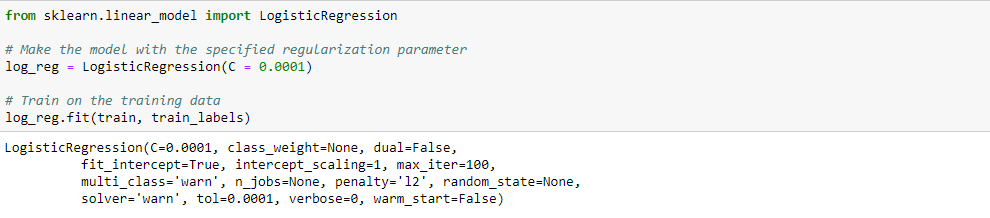 from sklearn.linear_model import LogisticRegression
# Make the model with the specified regularization parameter
log_reg = LogisticRegression(C = 0.0001)
# Train on the training data
log_reg.fit(train, train_labels)
LogisticRegression(C=0.0001, class_weight=None, dual=False,
fit_intercept=True, intercept_scaling=1, max_iter=100,
multi_class='warn', n_jobs=None, penalty='l2', random_state=None,
solver='warn', tol=0.0001, verbose=0, warm_start=False)